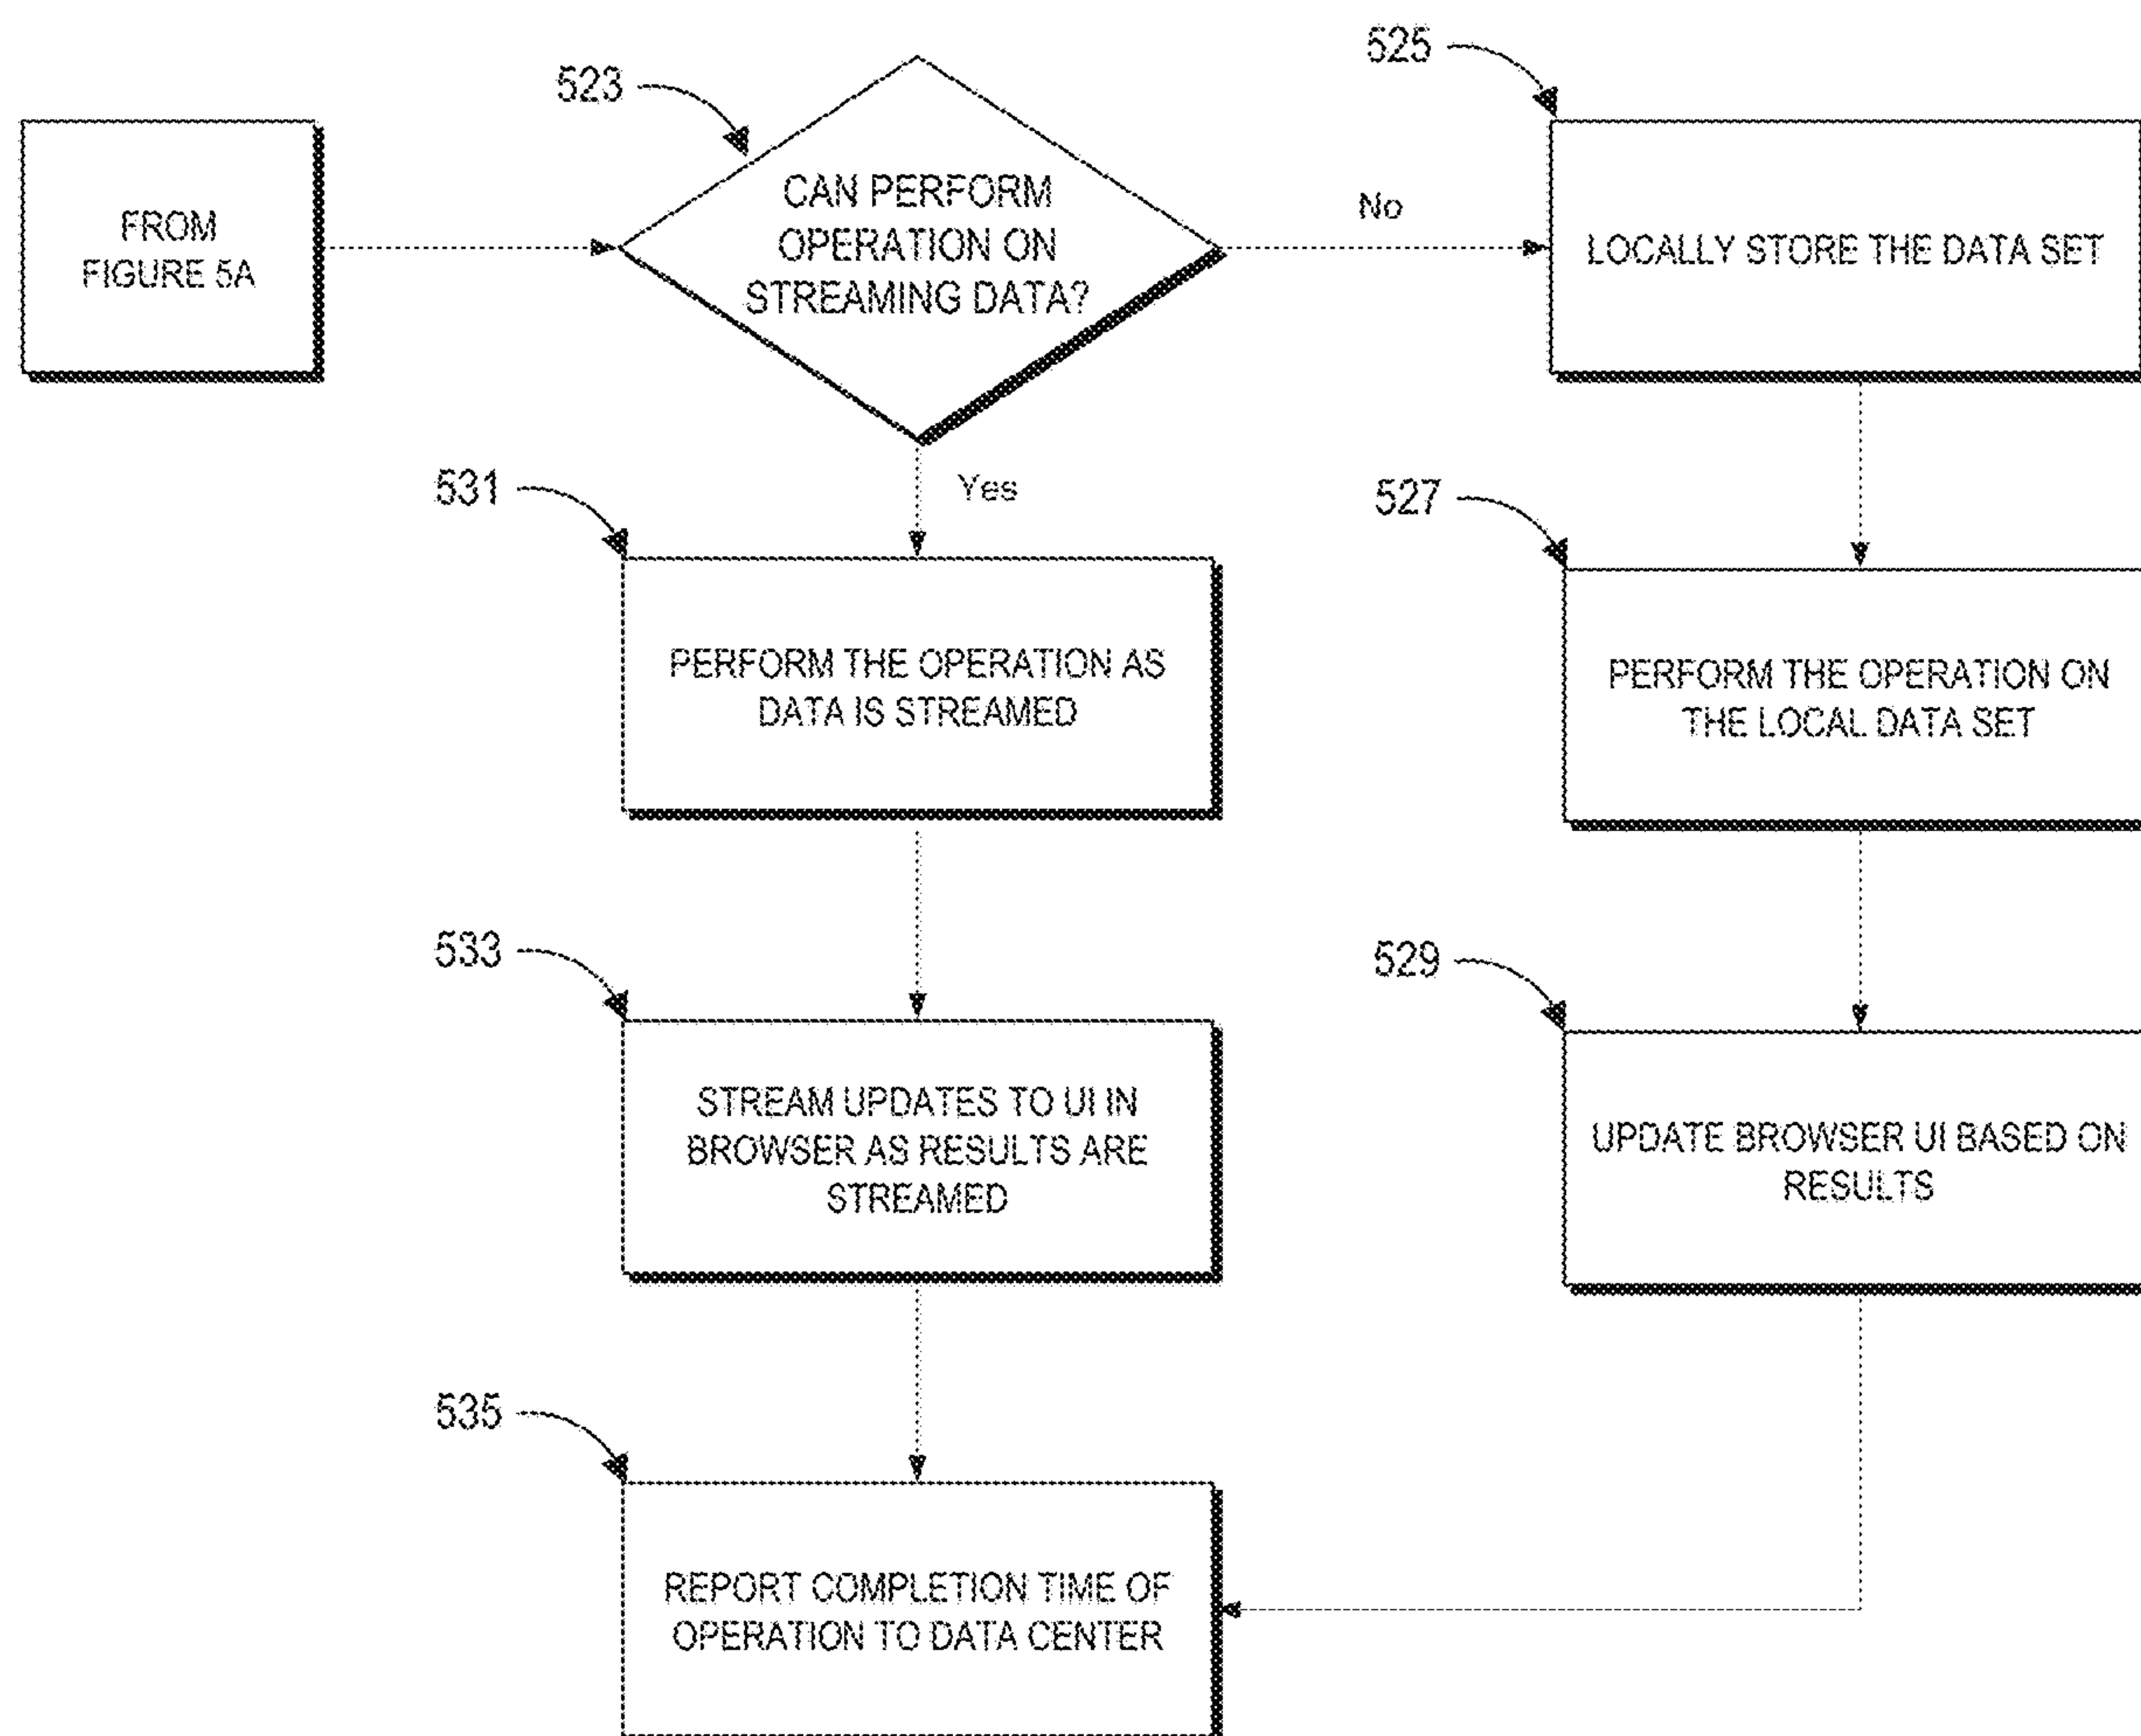 523
525
FROM
FIGURE 5A
CAN PERFORM
OPERATION ON
STREAMING DATA?
No
LOCALLY STORE THE DATA SET
Yes
531
527
PERFORM THE OPERATION AS
DATA IS STREAMED
PERFORM THE OPERATION ON
THE LOCAL DATA SET
533
529
STREAM UPDATES TO UI IN
BROWSER AS RESULTS ARE
STREAMED
UPDATE BROWSER UI BASED ON
RESULTS
535
REPORT COMPLETION TIME OF
OPERATION TO DATA CENTER